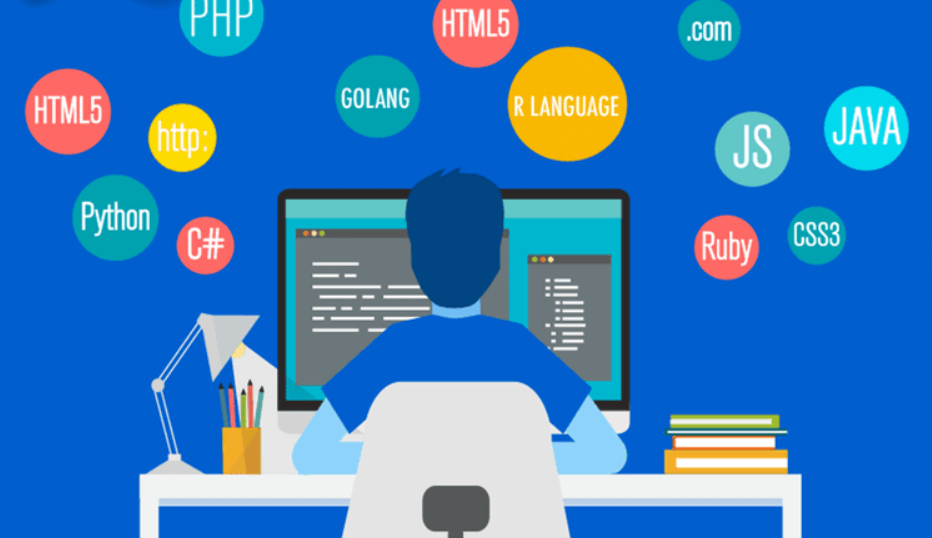 PHP
HTML5
.com
HTML5
http:
GOLANG
R LANGUAGE
JS
JAVA
Python
C#
Ruby
CSS3